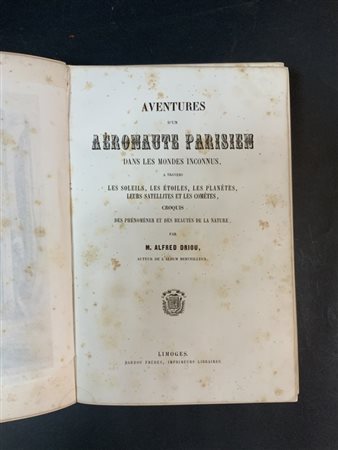 AVENTURES
D'UN
AÉRONAUTE PARISIEN
DANS LES MONDES INCONNUS,
A TRAVERS
LES SOLEILS, LES ÉTOILES, LES PLANÈTES,
LEURS SATELLITES ET LES COMÈTES,
CROQUIS
DES PHÉNOMÈNES ET DES BEAUTÉS DE LA NATURE,
PAR
M. ALFRED DRIOU,
AUTEUR DE L'ALBUM MERVEILLEUX.
LIMOGES.
BARBOU FRÈRES, IMPRIMEURS LIBRAIRES.